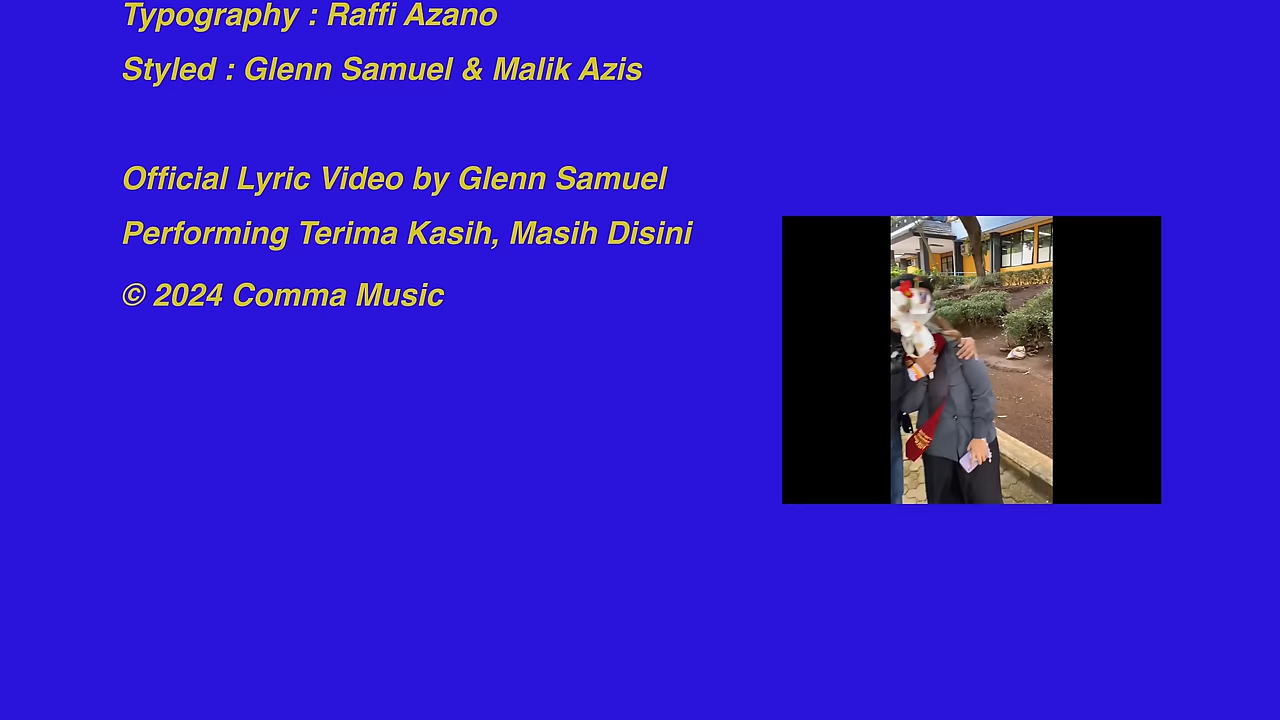 Typography : Raffi Azano
Styled : Glenn Samuel & Malik Azis
Official Lyric Video by Glenn Samuel
Performing Terima Kasih, Masih Disini
© 2024 Comma Music